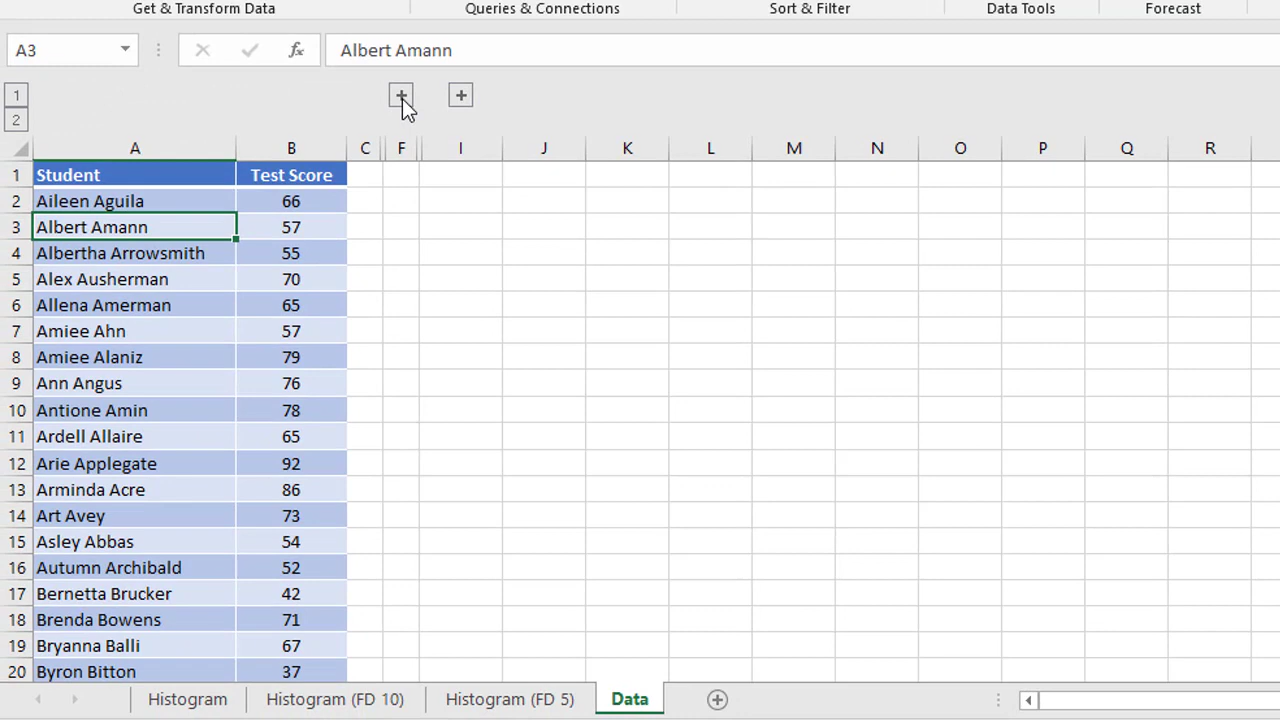 Get & Transform Data Queries & Connections Sort & Filter Data Tools Forecast
A3 fx Albert Amann
1
2
A B C F I J K L M N O P Q R
1 Student Test Score
2 Aileen Aguila 66
3 Albert Amann 57
4 Albertha Arrowsmith 55
5 Alex Ausherman 70
6 Allena Amerman 65
7 Amiee Ahn 57
8 Amiee Alaniz 79
9 Ann Angus 76
10 Antione Amin 78
11 Ardell Allaire 65
12 Arie Applegate 92
13 Arminda Acre 86
14 Art Avey 73
15 Asley Abbas 54
16 Autumn Archibald 52
17 Bernetta Brucker 42
18 Brenda Bowens 71
19 Bryanna Balli 67
20 Byron Bitton 37
Histogram Histogram (FD 10) Histogram (FD 5) Data